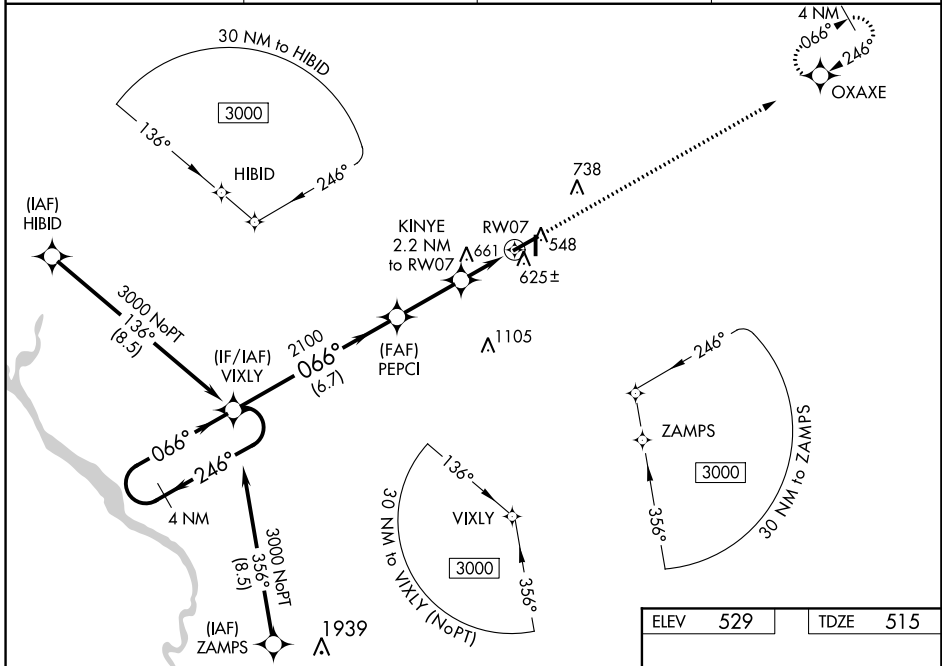 4 NM
066°
246°
OXAXE
30 NM to HIBID
3000
136°
HIBID
246°
738
(IAF)
HIBID
KINYE
2.2 NM
to RW07
661
RW07
548
625±
3000 NoPT
136°
(8.5)
2100
066°
(6.7)
(FAF)
PEPCI
1105
(IF/IAF)
VIXLY
066°
246°
4 NM
246°
ZAMPS
3000
356°
30 NM to ZAMPS
136°
VIXLY
3000
356°
30 NM to VIXLY (NoPT)
3000 NoPT
356°
(8.5)
(IAF)
ZAMPS
1939
ELEV 529
TDZE 515